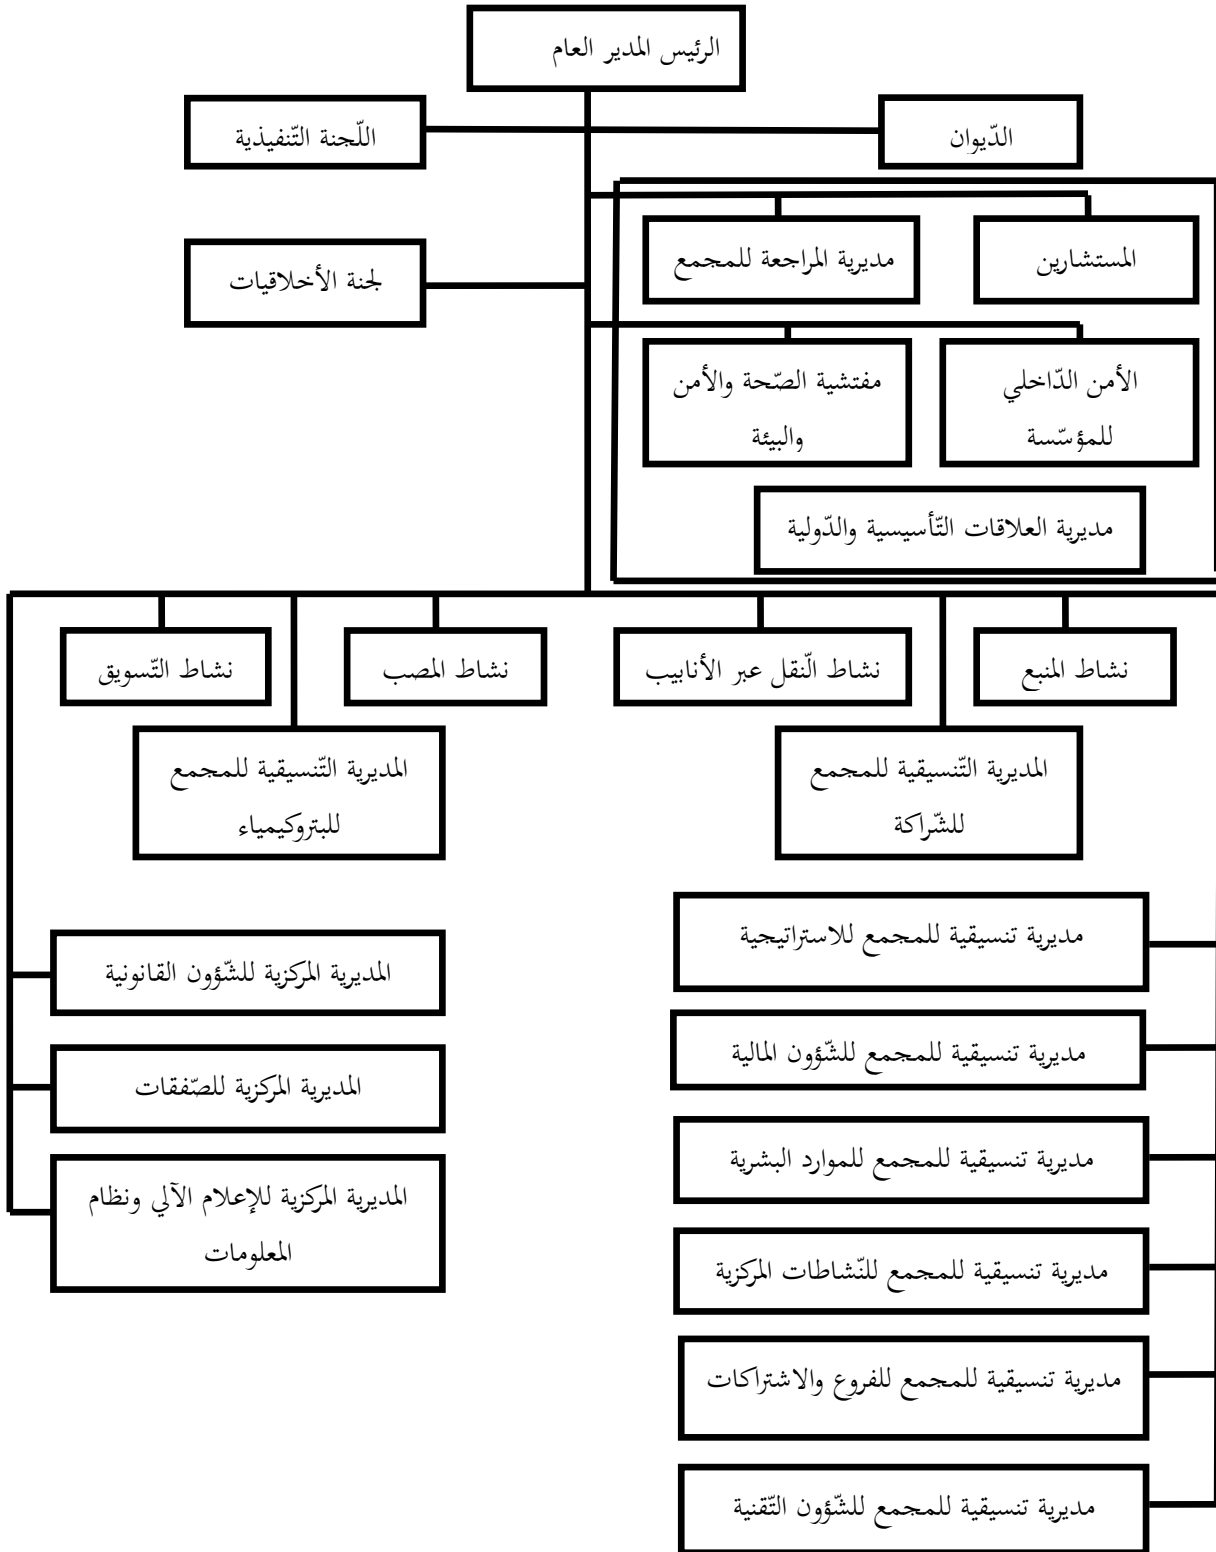 الرئيس المدير العام
الدّيوان
اللّجنة التّنفيذية
المستشارين
مديرية المراجعة للمجمع
لجنة الأخلاقيات
الأمن الدّاخلي
للمؤسّسة
مفتشية الصّحة والأمن
والبيئة
مديرية العلاقات التّأسيسية والدّولية
نشاط المنبع
نشاط النّقل عبر الأنابيب
نشاط المصب
نشاط التّسويق
المديرية التّنسيقية للمجمع
للشّراكة
المديرية التّنسيقية للمجمع
للبتروكيمياء
مديرية تنسيقية للمجمع للاستراتيجية
مديرية تنسيقية للمجمع للشّؤون المالية
مديرية تنسيقية للمجمع للموارد البشرية
مديرية تنسيقية للمجمع للنّشاطات المركزية
مديرية تنسيقية للمجمع للفروع والاشتراكات
مديرية تنسيقية للمجمع للشّؤون التّقنية
المديرية المركزية للشّؤون القانونية
المديرية المركزية للصّفقات
المديرية المركزية للإعلام الآلي ونظام
المعلومات